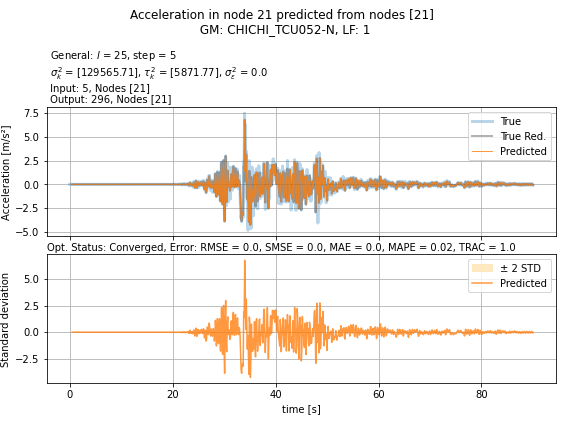 Acceleration in node 21 predicted from nodes [21]
GM: CHICHI_TCU052-N, LF: 1
General: l = 25, step = 5
σ²ₖ = [129565.71], τ²ₖ = [5871.77], σ²ε = 0.0
Input: 5, Nodes [21]
Output: 296, Nodes [21]
Acceleration [m/s²]
7.5
5.0
2.5
0.0
−2.5
−5.0
True
True Red.
Predicted
Opt. Status: Converged, Error: RMSE = 0.0, SMSE = 0.0, MAE = 0.0, MAPE = 0.02, TRAC = 1.0
Standard deviation
5.0
2.5
0.0
−2.5
± 2 STD
Predicted
0
20
40
60
80
time [s]